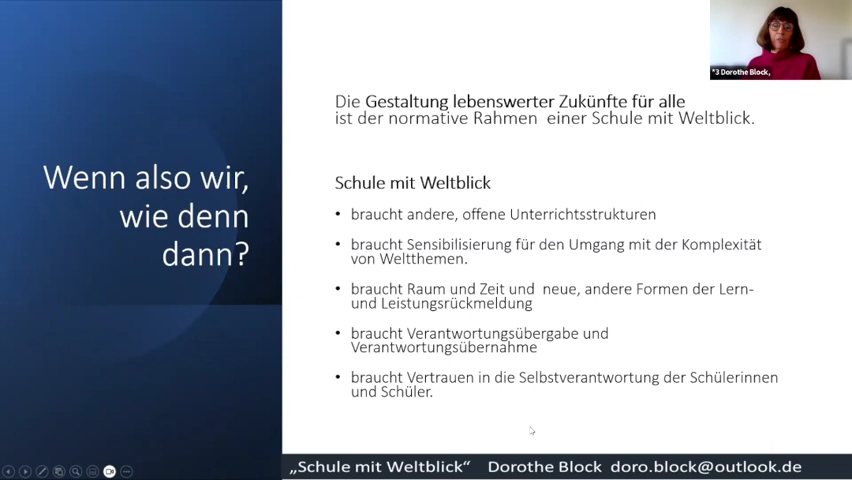 *3 Dorothe Block,
Wenn also wir,
wie denn
dann?
Die Gestaltung lebenswerter Zukünfte für alle
ist der normative Rahmen einer Schule mit Weltblick.
Schule mit Weltblick
• braucht andere, offene Unterrichtsstrukturen
• braucht Sensibilisierung für den Umgang mit der Komplexität
von Weltthemen.
• braucht Raum und Zeit und neue, andere Formen der Lern-
und Leistungsrückmeldung
• braucht Verantwortungsübergabe und
Verantwortungsübernahme
• braucht Vertrauen in die Selbstverantwortung der Schülerinnen
und Schüler.
„Schule mit Weltblick“ Dorothe Block doro.block@outlook.de